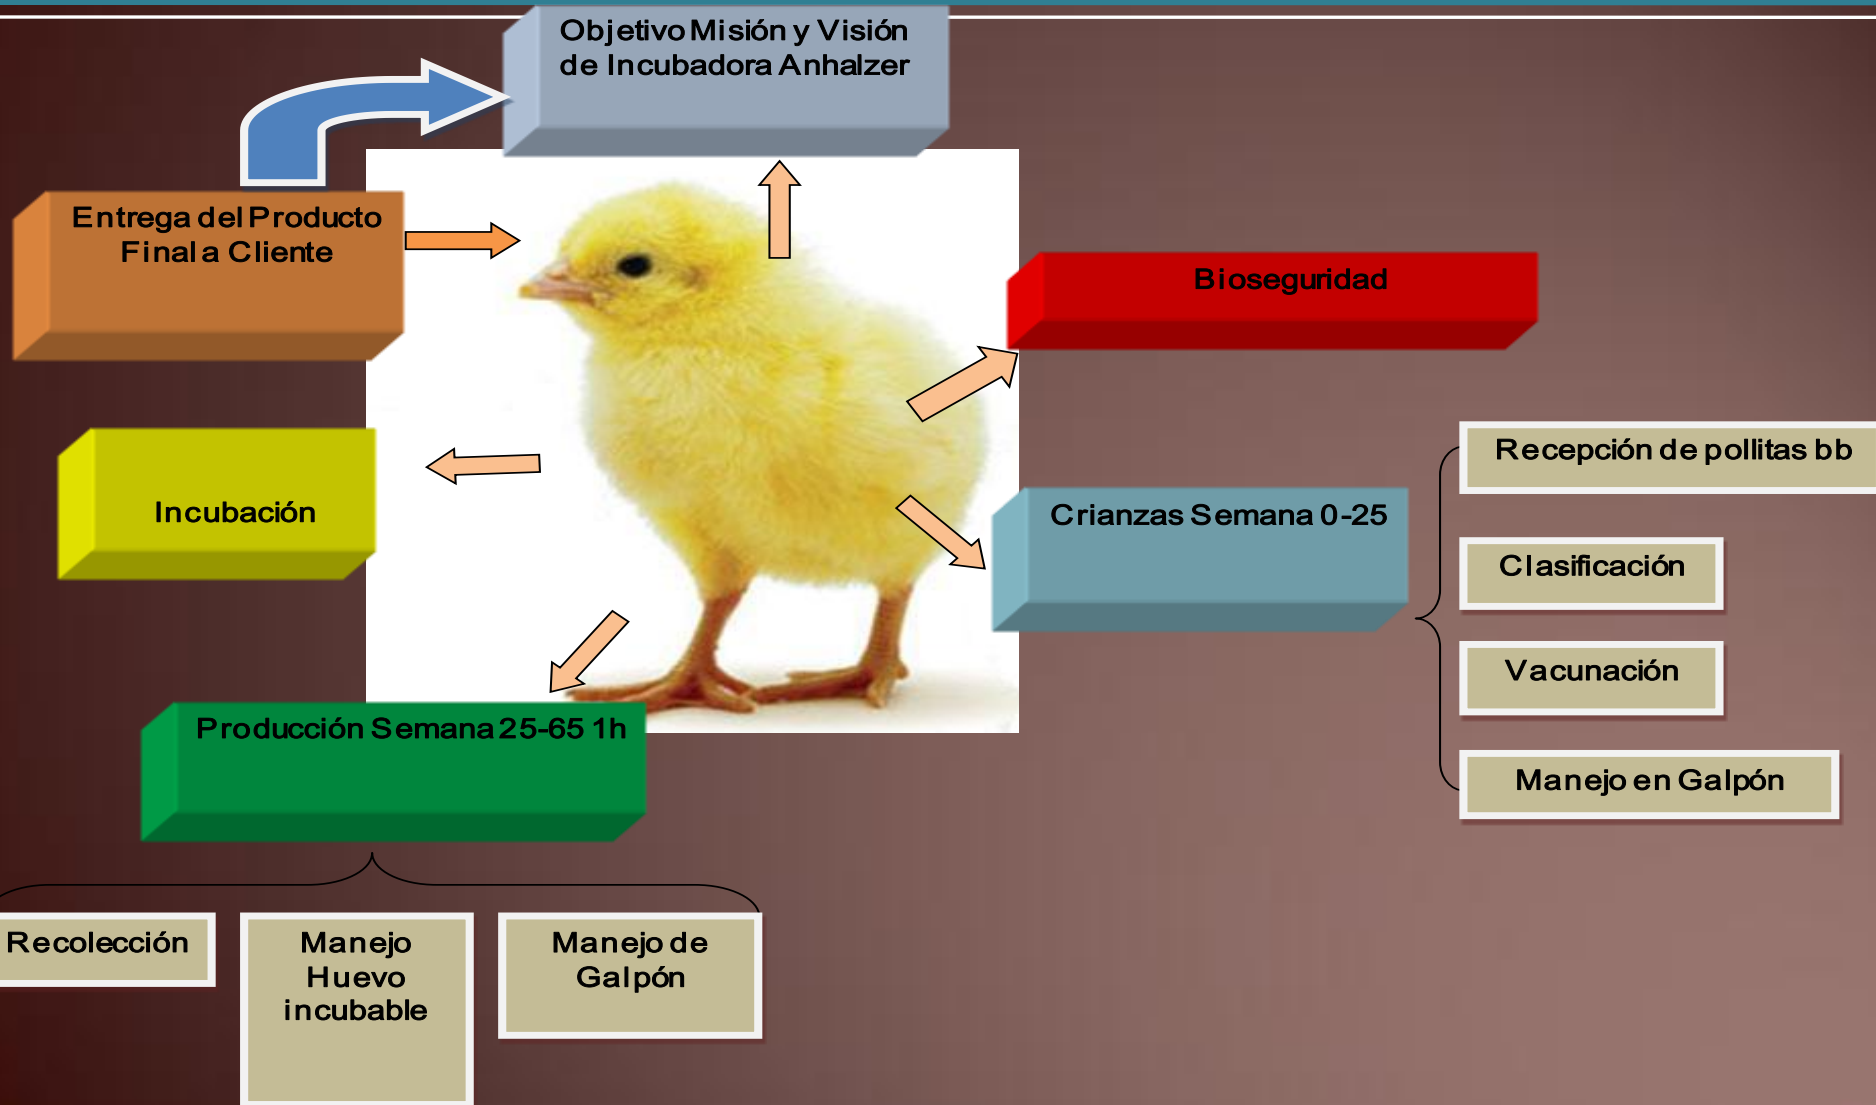 Objetivo Misión y Visión
de Incubadora Anhalzer
Entrega del Producto
Final a Cliente
Bioseguridad
Incubación
Crianzas Semana 0-25
Recepción de pollitas bb
Clasificación
Vacunación
Manejo en Galpón
Producción Semana 25-65 1h
Recolección
Manejo
Huevo
incubable
Manejo de
Galpón